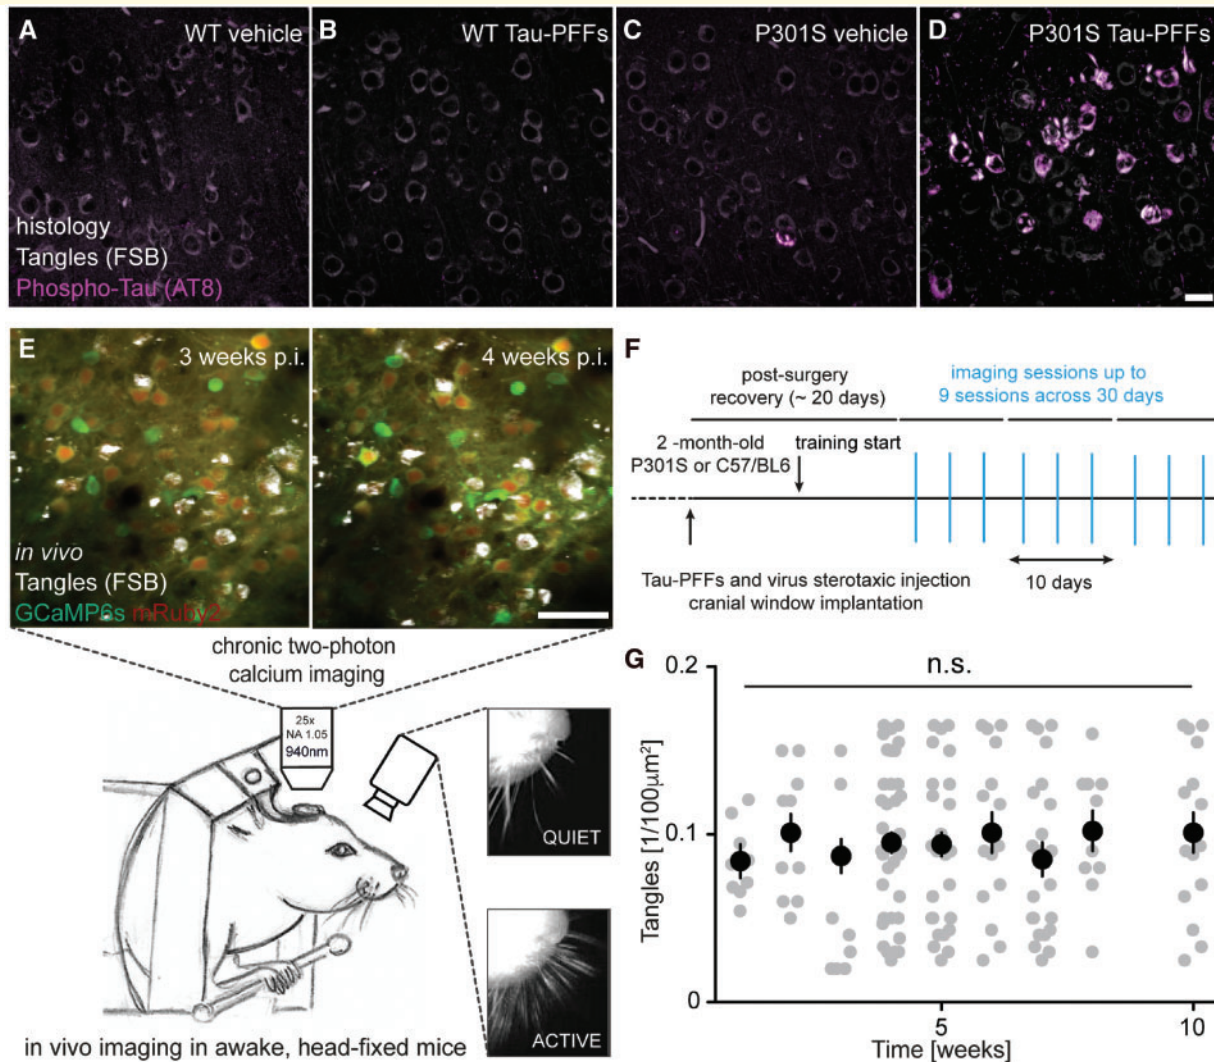 A
WT vehicle
histology
Tangles (FSB)
Phospho-Tau (AT8)
B
WT Tau-PFFs
C
P301S vehicle
D
P301S Tau-PFFs
E
3 weeks p.i.
4 weeks p.i.
in vivo
Tangles (FSB)
GCaMP6s mRuby2
chronic two-photon
calcium imaging
25x
NA 1.05
940nm
QUIET
ACTIVE
in vivo imaging in awake, head-fixed mice
F
post-surgery
recovery (~ 20 days)
imaging sessions up to
9 sessions across 30 days
2 -month-old
P301S or C57/BL6
training start
Tau-PFFs and virus sterotaxic injection
cranial window implantation
10 days
G
n.s.
0.2
0.1
0
Tangles [1/100µm²]
5
10
Time [weeks]